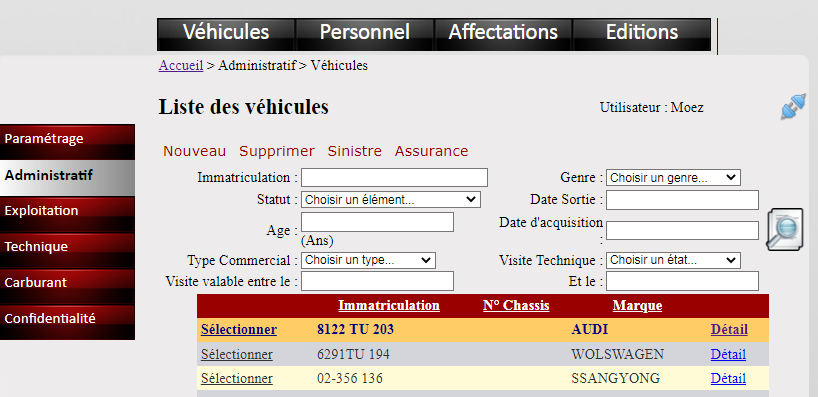 Véhicules Personnel Affectations Editions
Accueil > Administratif > Véhicules
Liste des véhicules
Utilisateur : Moez
Paramétrage
Administratif
Exploitation
Technique
Carburant
Confidentialité
Nouveau Supprimer Sinistre Assurance
Immatriculation : Genre : Choisir un genre...
Statut : Choisir un élément... Date Sortie :
Age : (Ans) Date d'acquisition :
Type Commercial : Choisir un type... Visite Technique : Choisir un état...
Visite valable entre le : Et le :
Immatriculation N° Chassis Marque
Sélectionner 8122 TU 203 AUDI Détail
Sélectionner 6291TU 194 WOLSWAGEN Détail
Sélectionner 02-356 136 SSANGYONG Détail